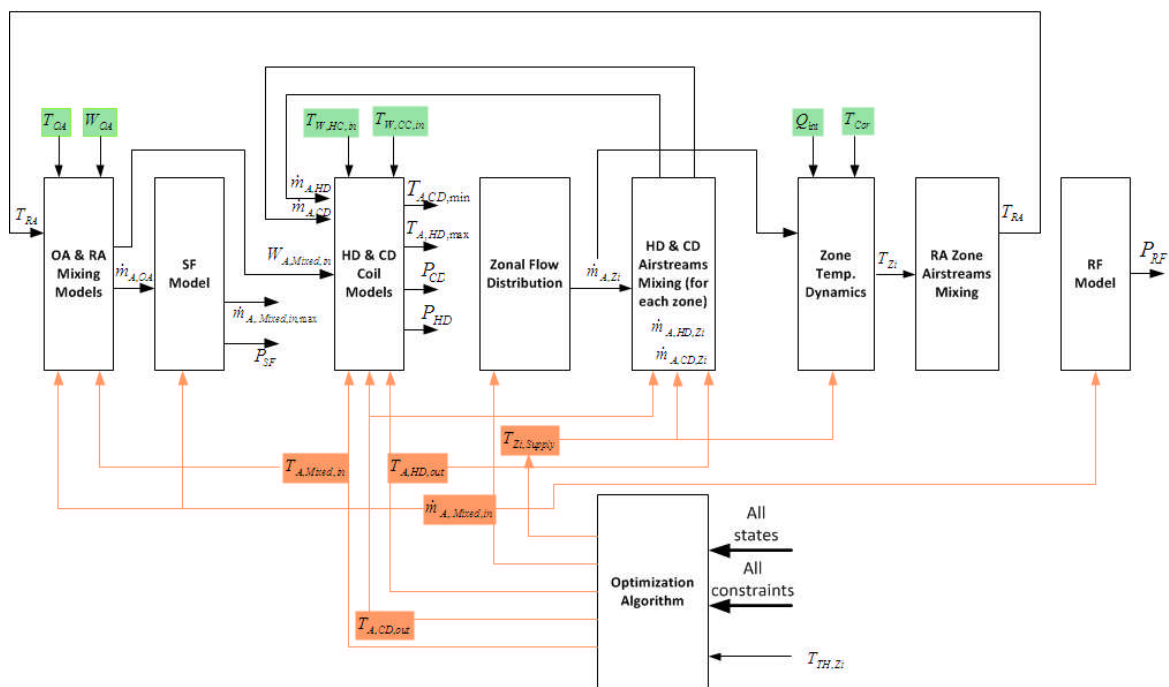 T_OA
W_OA
T_W,HC,in
T_W,CC,in
Q_int
T_Cor
ṁ_A,HD
ṁ_A,CD
T_A,CD,min
T_RA
T_RA
OA & RA
Mixing
Models
ṁ_A,OA
SF
Model
W_A,Mixed,in
HD & CD
Coil
Models
T_A,HD,max
P_CD
P_HD
Zonal Flow
Distribution
ṁ_A,Zi
HD & CD
Airstreams
Mixing (for
each zone)
ṁ_A,HD,Zi
ṁ_A,CD,Zi
Zone
Temp.
Dynamics
T_Zi
RA Zone
Airstreams
Mixing
RF
Model
P_RF
ṁ_A,Mixed,in,max
P_SF
T_Zi,Supply
T_A,Mixed,in
T_A,HD,out
ṁ_A,Mixed,in
T_A,CD,out
Optimization
Algorithm
All
states
All
constraints
T_TH,Zi